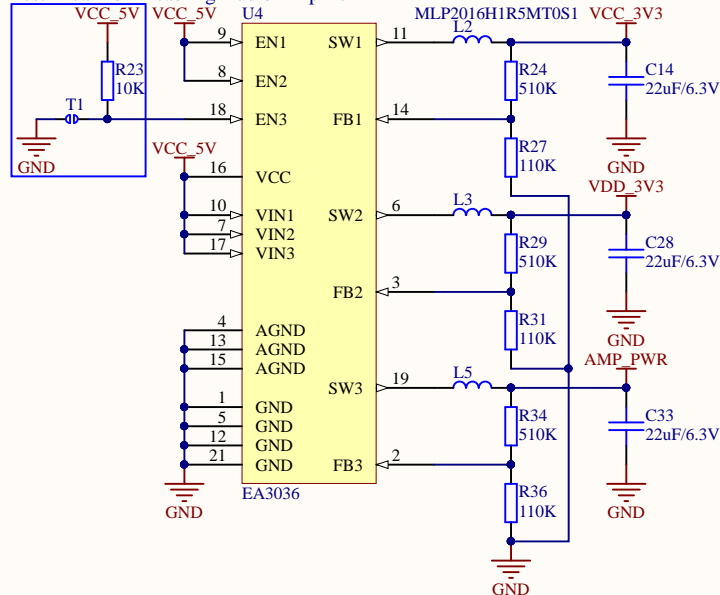 VCC_5V
VCC_5V
U4
MLP2016H1R5MT0S1
VCC_3V3
R23
10K
T1
GND
9
EN1
8
EN2
18
EN3
VCC_5V
16
VCC
10
VIN1
7
VIN2
17
VIN3
4
AGND
13
AGND
15
AGND
1
GND
5
GND
12
GND
21
GND
GND
EA3036
SW1
11
L2
R24
510K
C14
22uF/6.3V
FB1
14
R27
110K
GND
VDD_3V3
SW2
6
L3
R29
510K
C28
22uF/6.3V
FB2
3
R31
110K
GND
AMP_PWR
SW3
19
L5
R34
510K
C33
22uF/6.3V
FB3
2
R36
110K
GND
GND